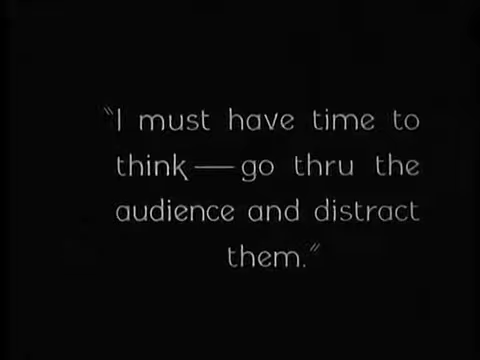 "I must have time to
think—go thru the
audience and distract
them."